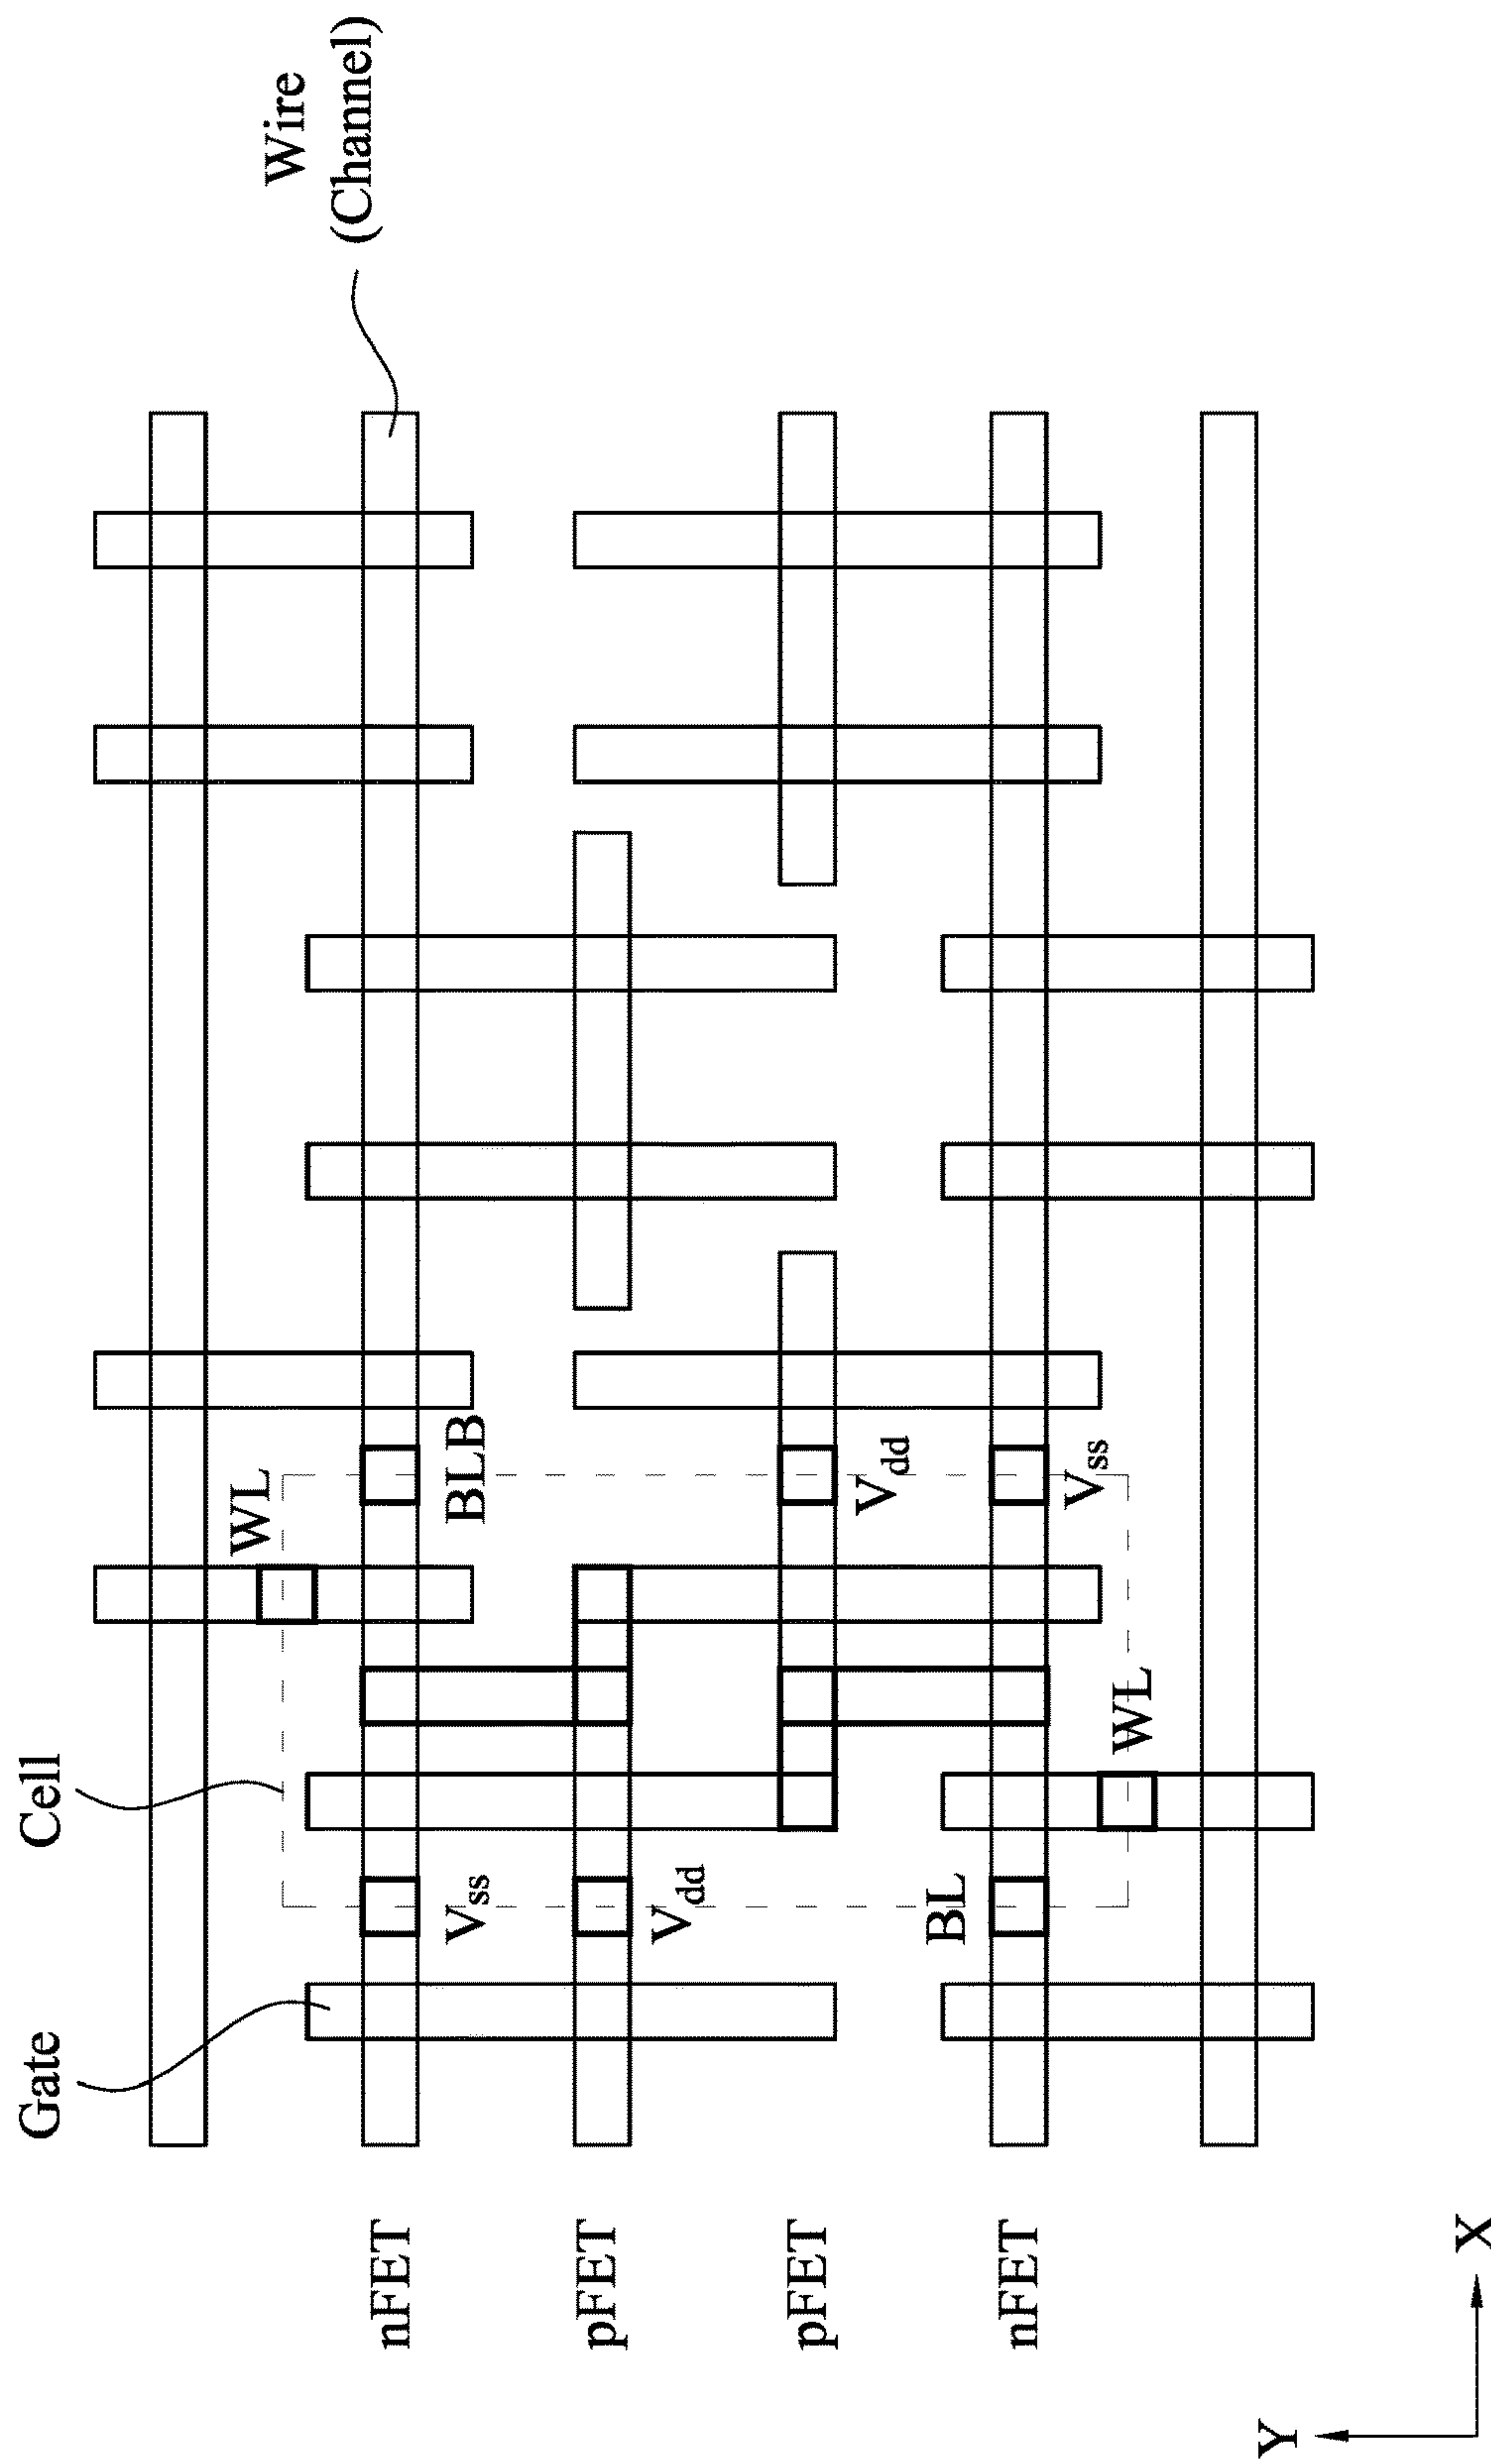 Gate
Cell
Wire
(Channel)
WL
nFET
Vss
BLB
pFET
Vdd
pFET
Vdd
nFET
BL
Vss
WL
Y
X